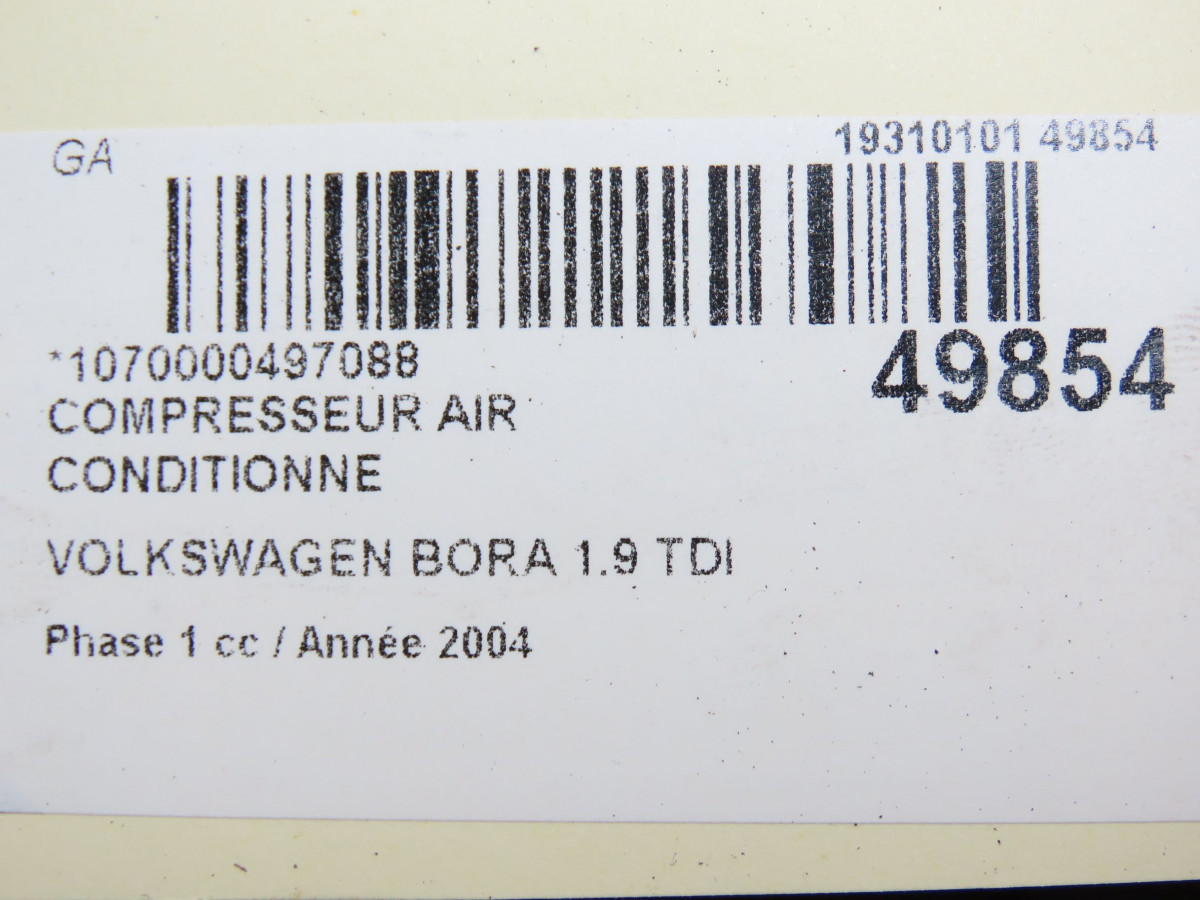 GA
19310101 49854
*1070000497088
49854
COMPRESSEUR AIR
CONDITIONNE
VOLKSWAGEN BORA 1.9 TDI
Phase 1 cc / Année 2004